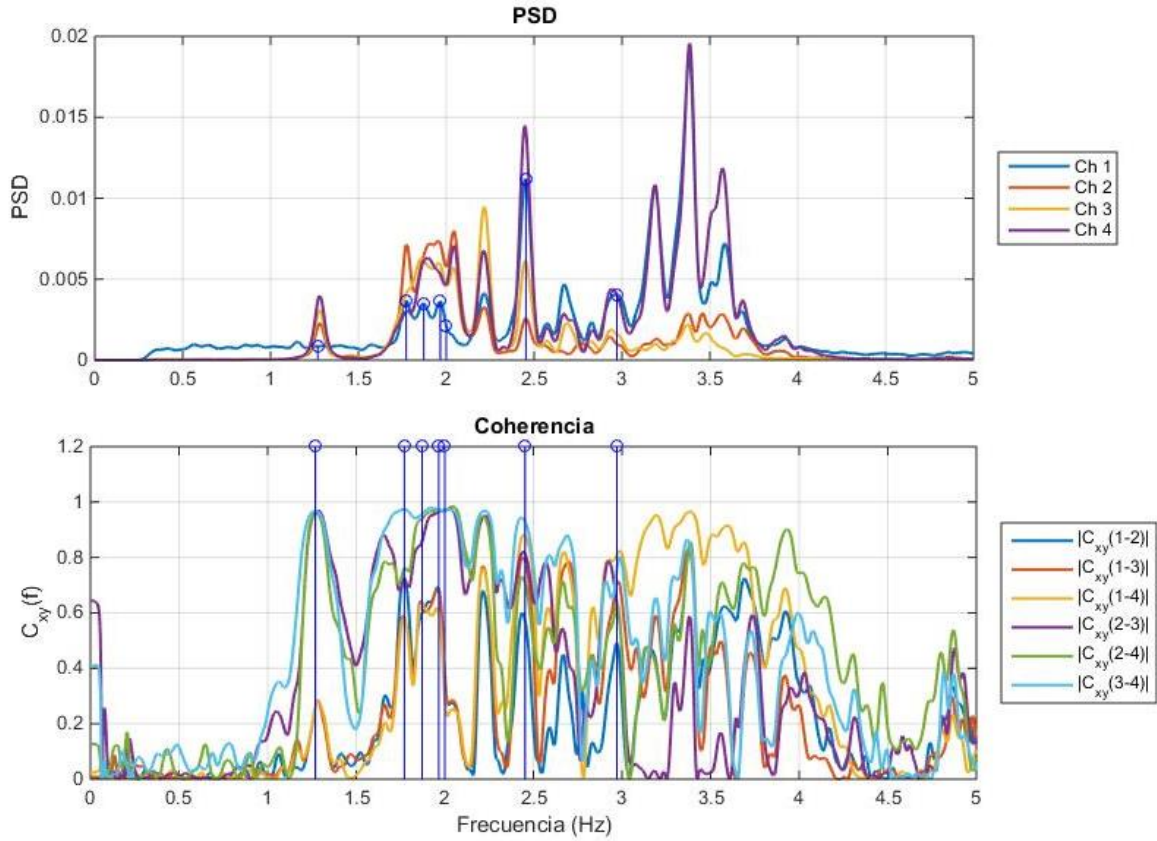 PSD
PSD
0.02
0.015
0.01
0.005
0
0 0.5 1 1.5 2 2.5 3 3.5 4 4.5 5
Ch 1
Ch 2
Ch 3
Ch 4
Coherencia
C_xy(f)
1.2
1
0.8
0.6
0.4
0.2
0
0 0.5 1 1.5 2 2.5 3 3.5 4 4.5 5
Frecuencia (Hz)
|C_xy(1-2)|
|C_xy(1-3)|
|C_xy(1-4)|
|C_xy(2-3)|
|C_xy(2-4)|
|C_xy(3-4)|